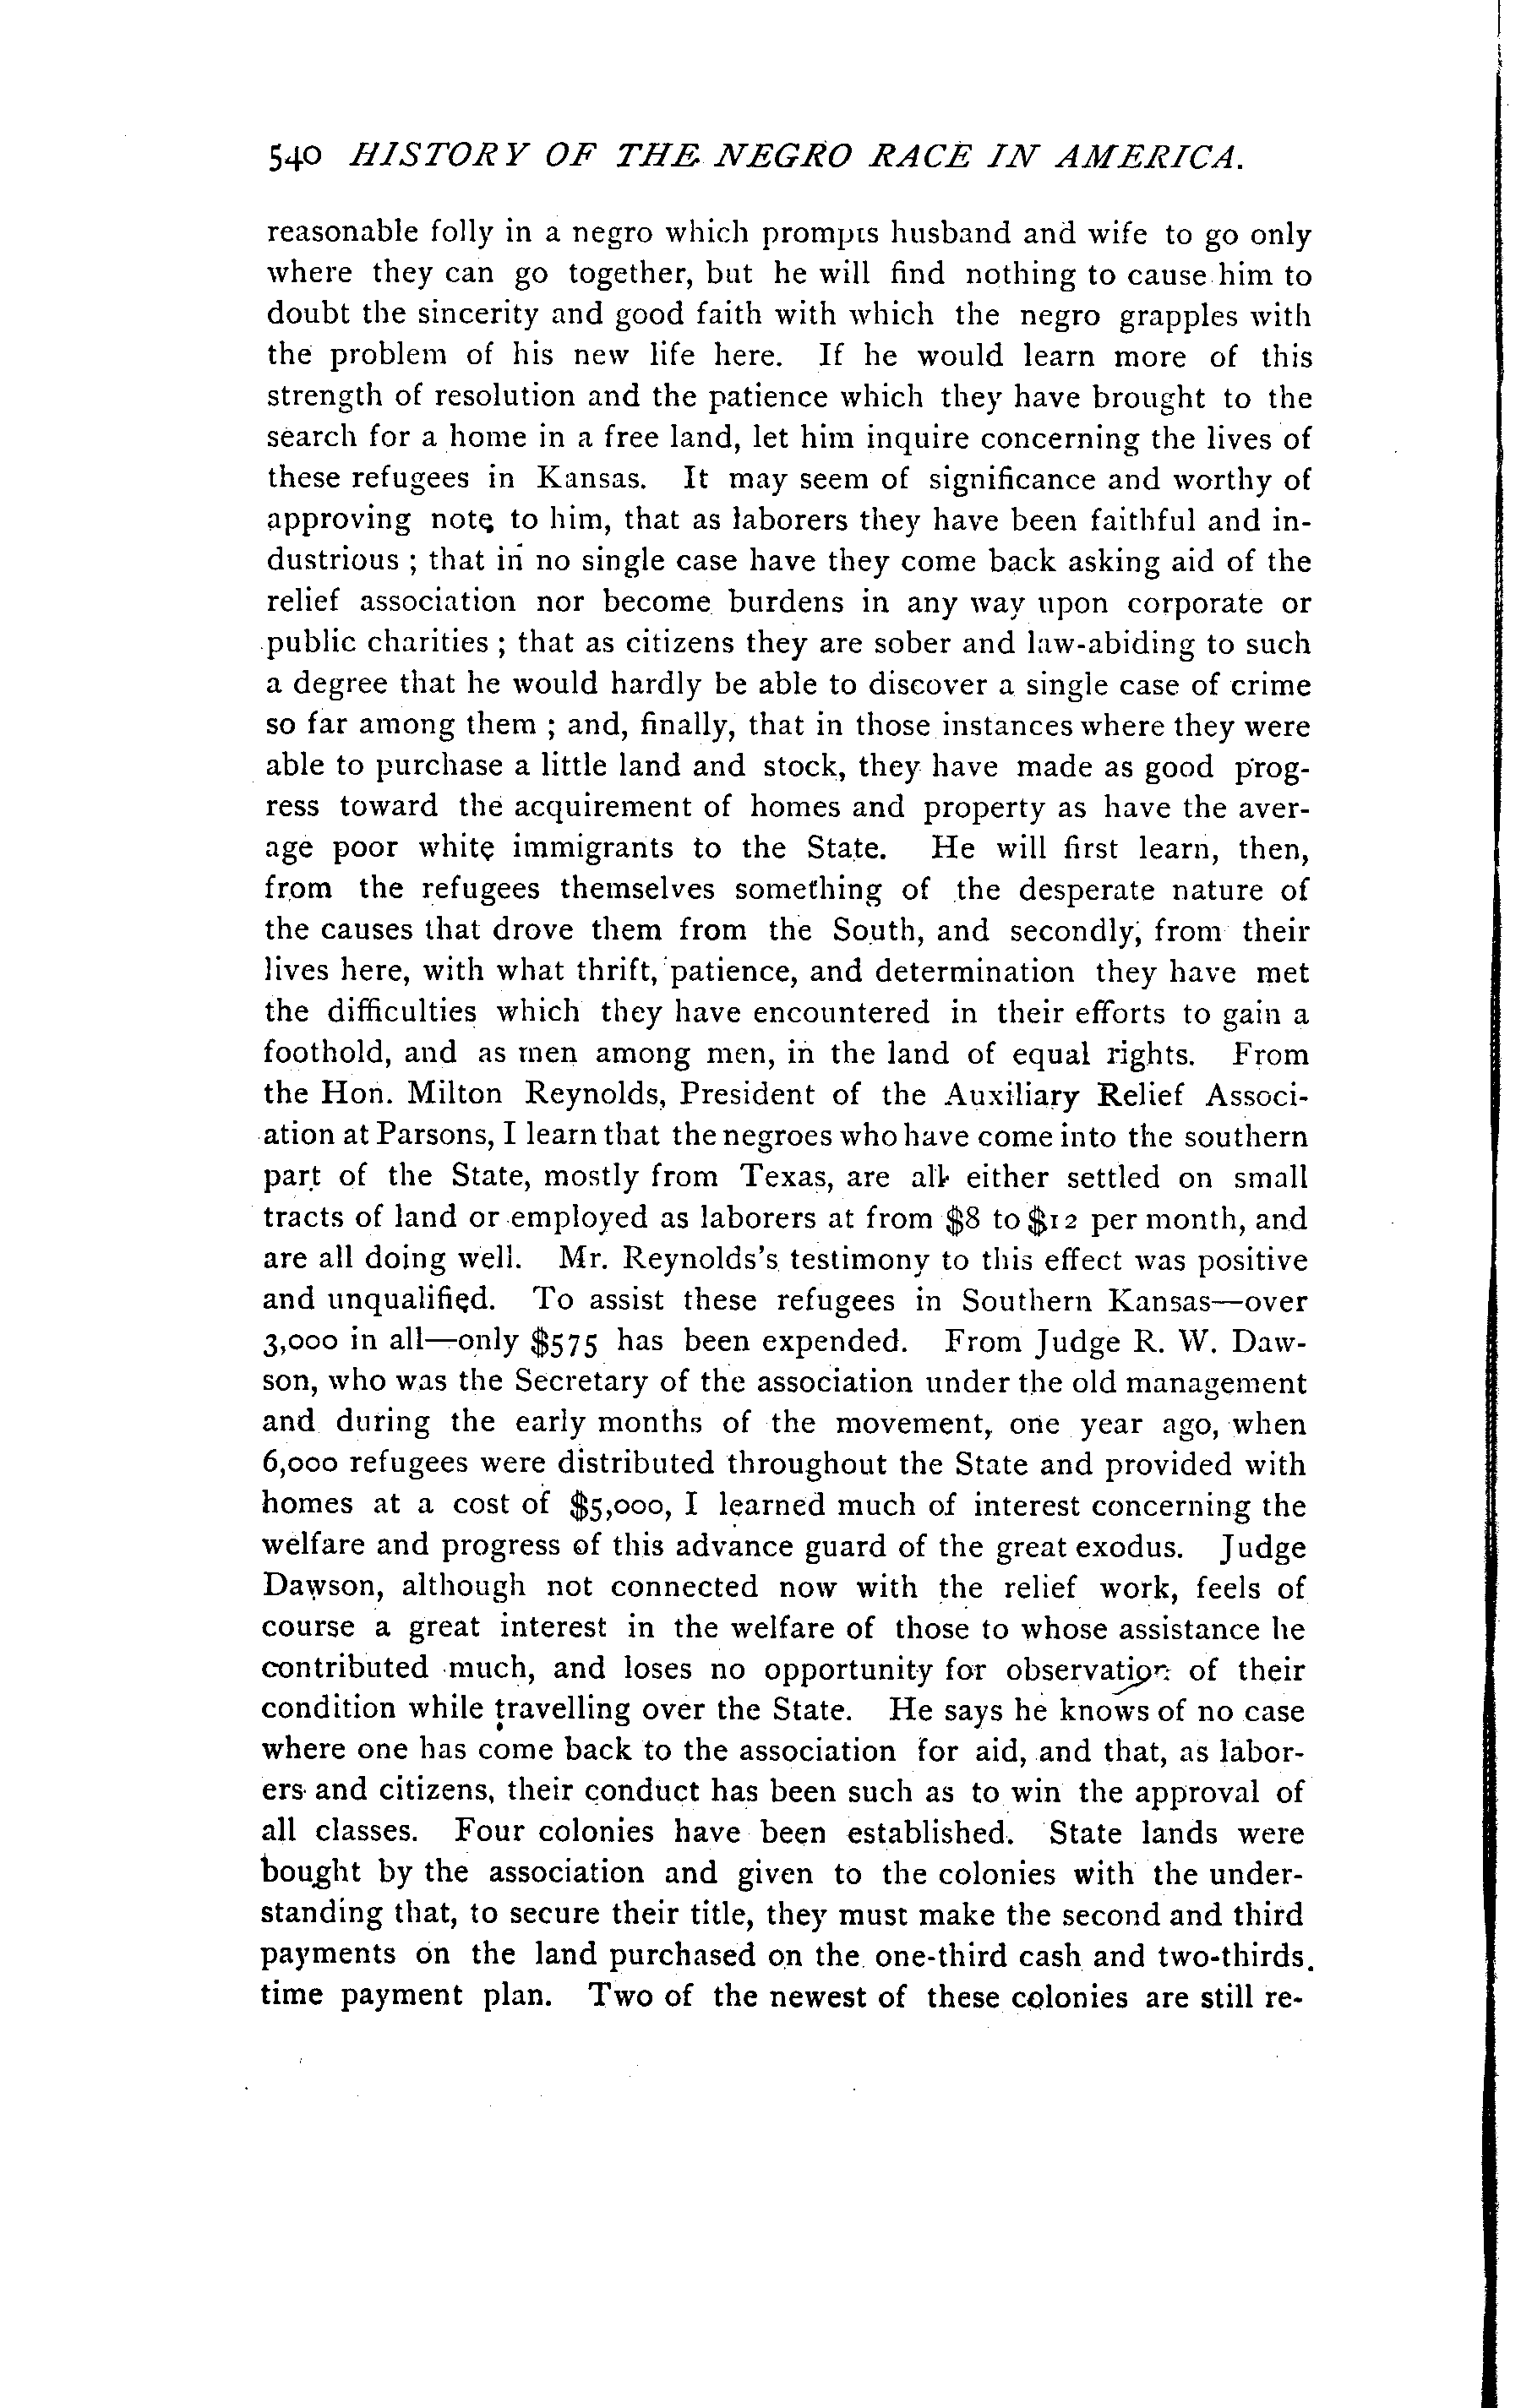 540 HISTORY OF THE NEGRO RACE IN AMERICA.
reasonable folly in a negro which prompts husband and wife to go only
where they can go together, but he will find nothing to cause him to
doubt the sincerity and good faith with which the negro grapples with
the problem of his new life here. If he would learn more of this
strength of resolution and the patience which they have brought to the
search for a home in a free land, let him inquire concerning the lives of
these refugees in Kansas. It may seem of significance and worthy of
approving note to him, that as laborers they have been faithful and in-
dustrious ; that in no single case have they come back asking aid of the
relief association nor become burdens in any way upon corporate or
public charities ; that as citizens they are sober and law-abiding to such
a degree that he would hardly be able to discover a single case of crime
so far among them ; and, finally, that in those instances where they were
able to purchase a little land and stock, they have made as good prog-
ress toward the acquirement of homes and property as have the aver-
age poor white immigrants to the State. He will first learn, then,
from the refugees themselves something of the desperate nature of
the causes that drove them from the South, and secondly, from their
lives here, with what thrift, patience, and determination they have met
the difficulties which they have encountered in their efforts to gain a
foothold, and as men among men, in the land of equal rights. From
the Hon. Milton Reynolds, President of the Auxiliary Relief Associ-
ation at Parsons, I learn that the negroes who have come into the southern
part of the State, mostly from Texas, are all either settled on small
tracts of land or employed as laborers at from $8 to $12 per month, and
are all doing well. Mr. Reynolds's testimony to this effect was positive
and unqualified. To assist these refugees in Southern Kansas—over
3,000 in all—only $575 has been expended. From Judge R. W. Daw-
son, who was the Secretary of the association under the old management
and during the early months of the movement, one year ago, when
6,000 refugees were distributed throughout the State and provided with
homes at a cost of $5,000, I learned much of interest concerning the
welfare and progress of this advance guard of the great exodus. Judge
Dawson, although not connected now with the relief work, feels of
course a great interest in the welfare of those to whose assistance he
contributed much, and loses no opportunity for observation of their
condition while travelling over the State. He says he knows of no case
where one has come back to the association for aid, and that, as labor-
ers and citizens, their conduct has been such as to win the approval of
all classes. Four colonies have been established. State lands were
bought by the association and given to the colonies with the under-
standing that, to secure their title, they must make the second and third
payments on the land purchased on the one-third cash and two-thirds
time payment plan. Two of the newest of these colonies are still re-